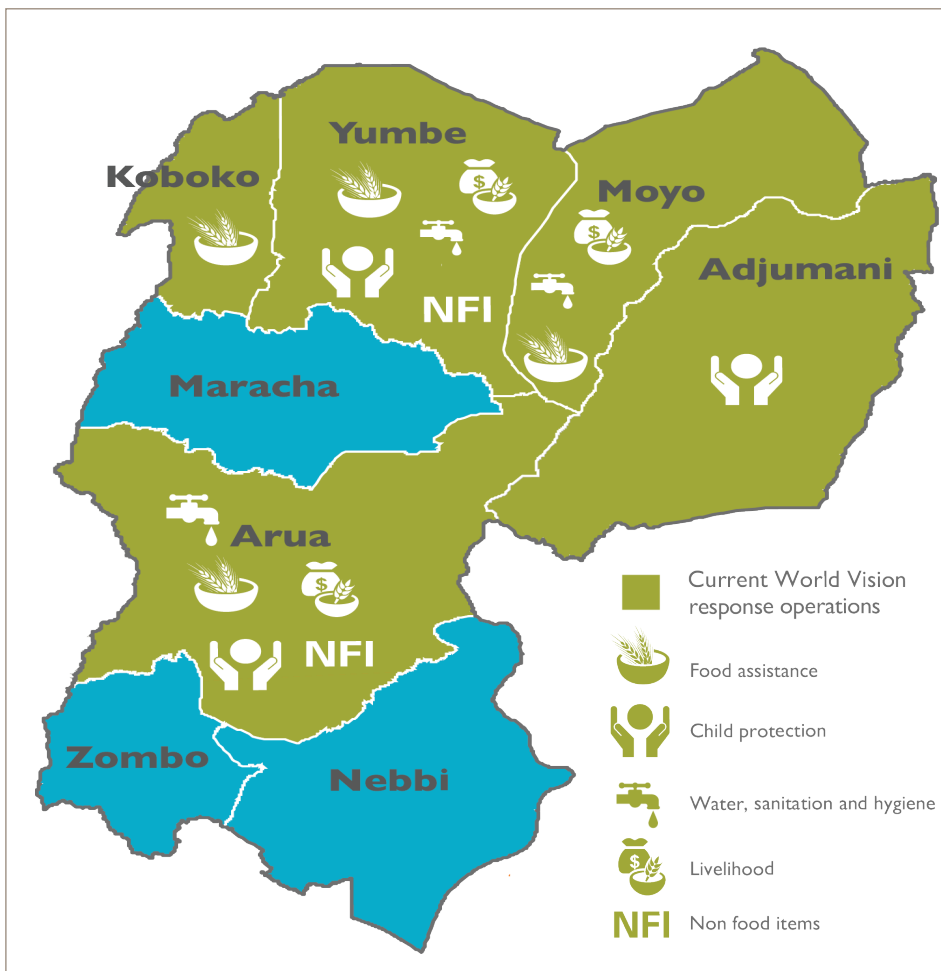 Yumbe
Koboko
Moyo
Adjumani
NFI
Maracha
Arua
NFI
Zombo
Nebbi
Current World Vision
response operations
Food assistance
Child protection
Water, sanitation and hygiene
Livelihood
NFI Non food items